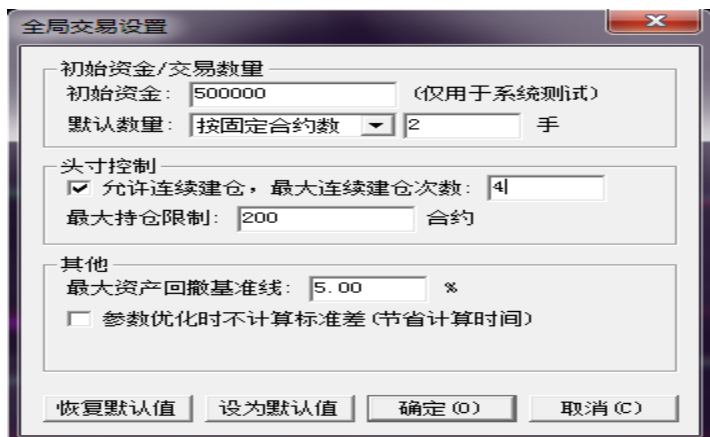 全局交易设置
初始资金/交易数量
初始资金: 500000 (仅用于系统测试)
默认数量: 按固定合约数 2 手
头寸控制
允许连续建仓，最大连续建仓次数: 4
最大持仓限制: 200 合约
其他
最大资产回撤基准线: 5.00 %
参数优化时不计算标准差(节省计算时间)
恢复默认值 设为默认值 确定(O) 取消(C)